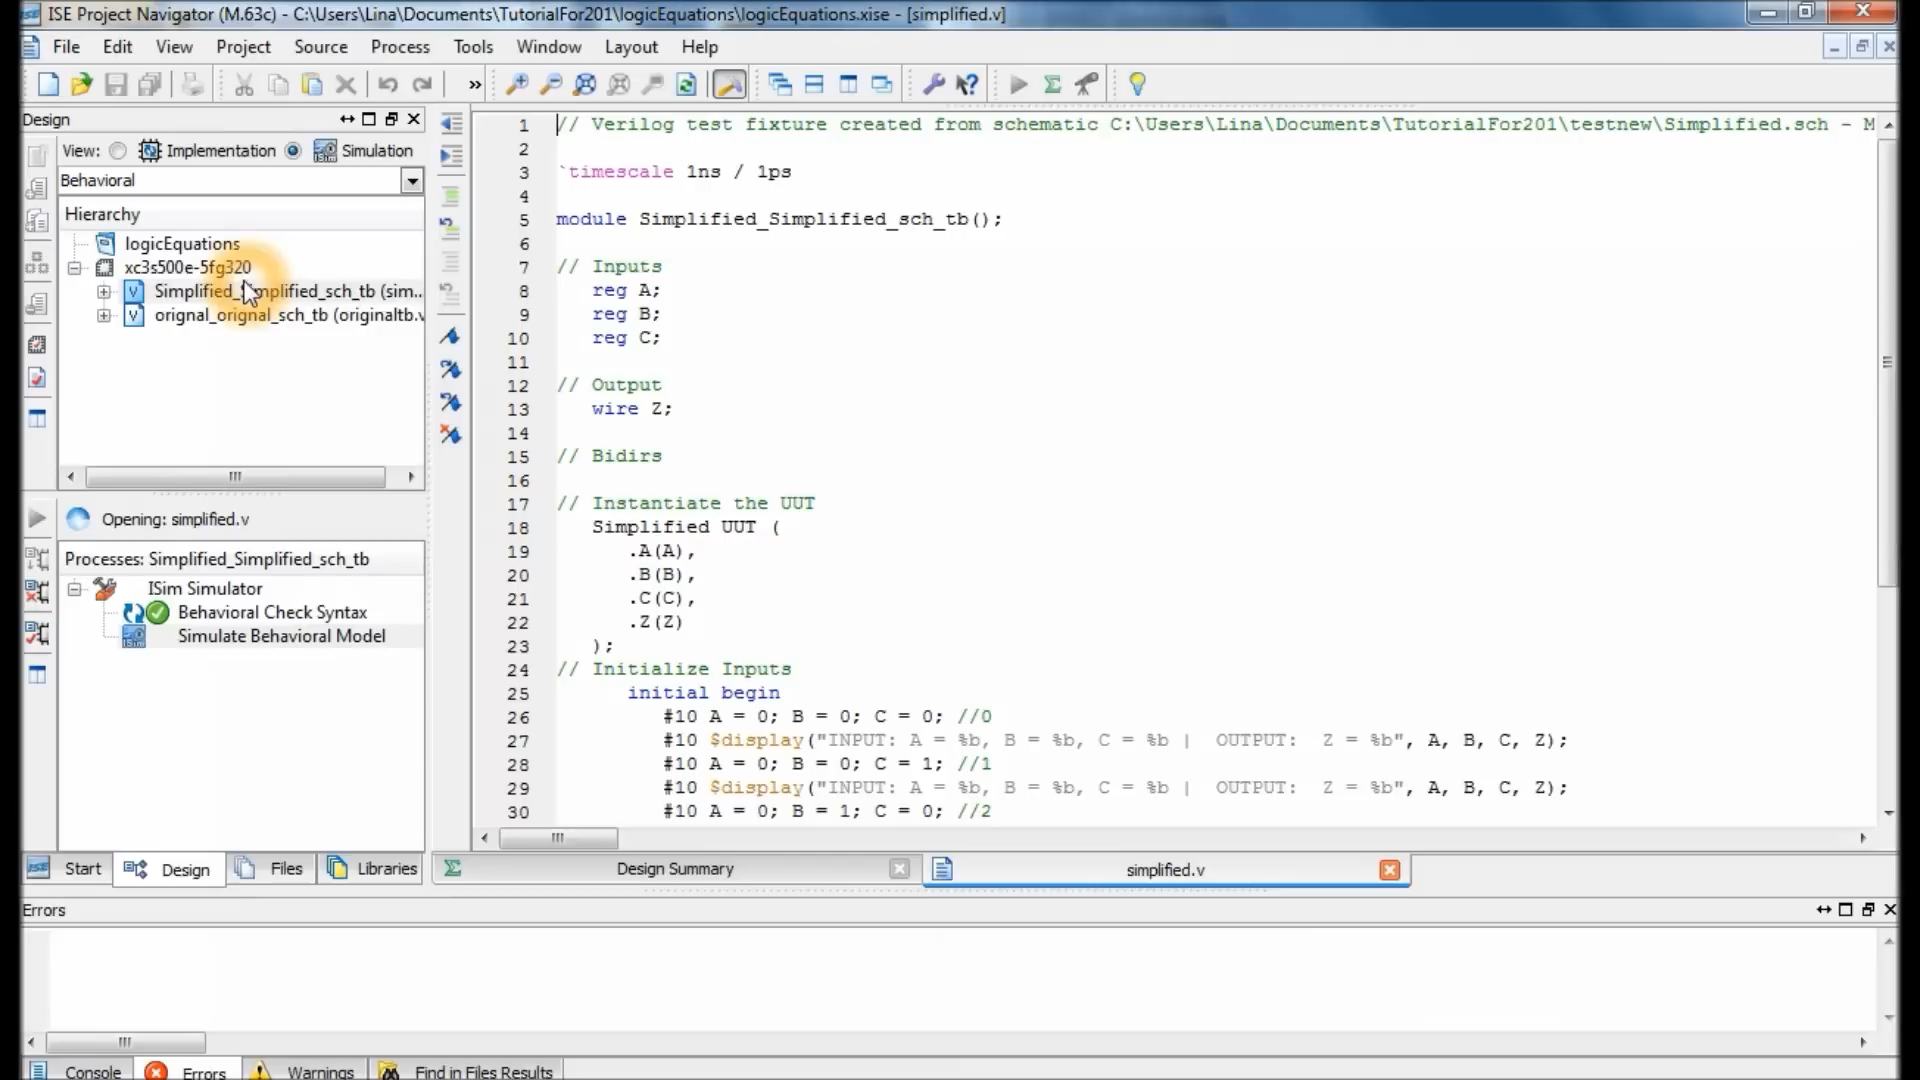 ISE Project Navigator (M.63c) - C:\Users\Lina\Documents\TutorialFor201\logicEquations\logicEquations.xise - [simplified.v]
File Edit View Project Source Process Tools Window Layout Help
»
Design
View: Implementation Simulation
Behavioral
Hierarchy
logicEquations
xc3s500e-5fg320
Simplified_Simplified_sch_tb (sim...
orignal_orignal_sch_tb (originaltb.v
Opening: simplified.v
Processes: Simplified_Simplified_sch_tb
ISim Simulator
Behavioral Check Syntax
Simulate Behavioral Model
Start Design Files Libraries
1 // Verilog test fixture created from schematic C:\Users\Lina\Documents\TutorialFor201\testnew\Simplified.sch - M
2
3 `timescale 1ns / 1ps
4
5 module Simplified_Simplified_sch_tb();
6
7 // Inputs
8 reg A;
9 reg B;
10 reg C;
11
12 // Output
13 wire Z;
14
15 // Bidirs
16
17 // Instantiate the UUT
18 Simplified UUT (
19 .A(A),
20 .B(B),
21 .C(C),
22 .Z(Z)
23 );
24 // Initialize Inputs
25 initial begin
26 #10 A = 0; B = 0; C = 0; //0
27 #10 $display("INPUT: A = %b, B = %b, C = %b | OUTPUT: Z = %b", A, B, C, Z);
28 #10 A = 0; B = 0; C = 1; //1
29 #10 $display("INPUT: A = %b, B = %b, C = %b | OUTPUT: Z = %b", A, B, C, Z);
30 #10 A = 0; B = 1; C = 0; //2
Design Summary simplified.v
Errors
Console Errors Warnings Find in Files Results